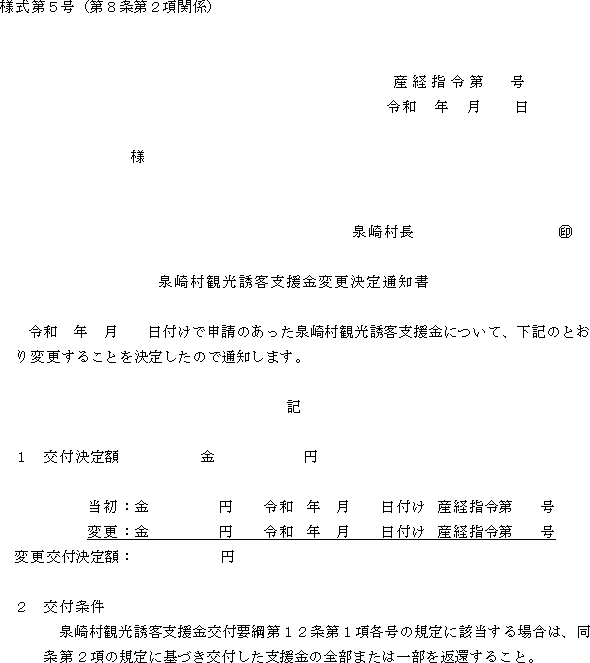 様式第５号（第８条第２項関係）
産経指令第　　号
令和　年　月　　日
様
泉崎村長　　　　　　　　　㊞
泉崎村観光誘客支援金変更決定通知書
令和　年　月　　日付けで申請のあった泉崎村観光誘客支援金について、下記のとお
り変更することを決定したので通知します。
記
１　交付決定額　　　　　金　　　　　　円
当初：金　　　　　円　　令和　年　月　　日付け　産経指令第　　号
変更：金　　　　　円　　令和　年　月　　日付け　産経指令第　　号
変更交付決定額：　　　　　　円
２　交付条件
泉崎村観光誘客支援金交付要綱第１２条第１項各号の規定に該当する場合は、同
条第２項の規定に基づき交付した支援金の全部または一部を返還すること。